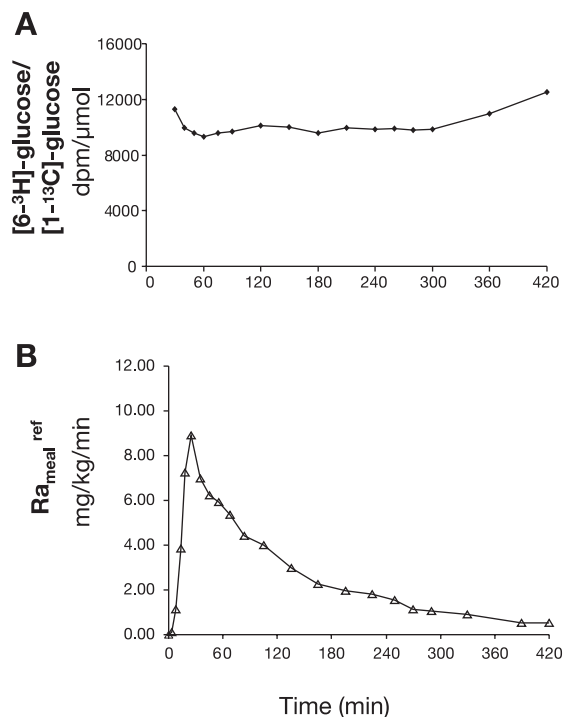 A
[6-³H]-glucose/
[1-¹³C]-glucose
dpm/µmol
16000
12000
8000
4000
0
0 60 120 180 240 300 360 420
B
Ra_meal^ref
mg/kg/min
12.00
10.00
8.00
6.00
4.00
2.00
0.00
0 60 120 180 240 300 360 420
Time (min)